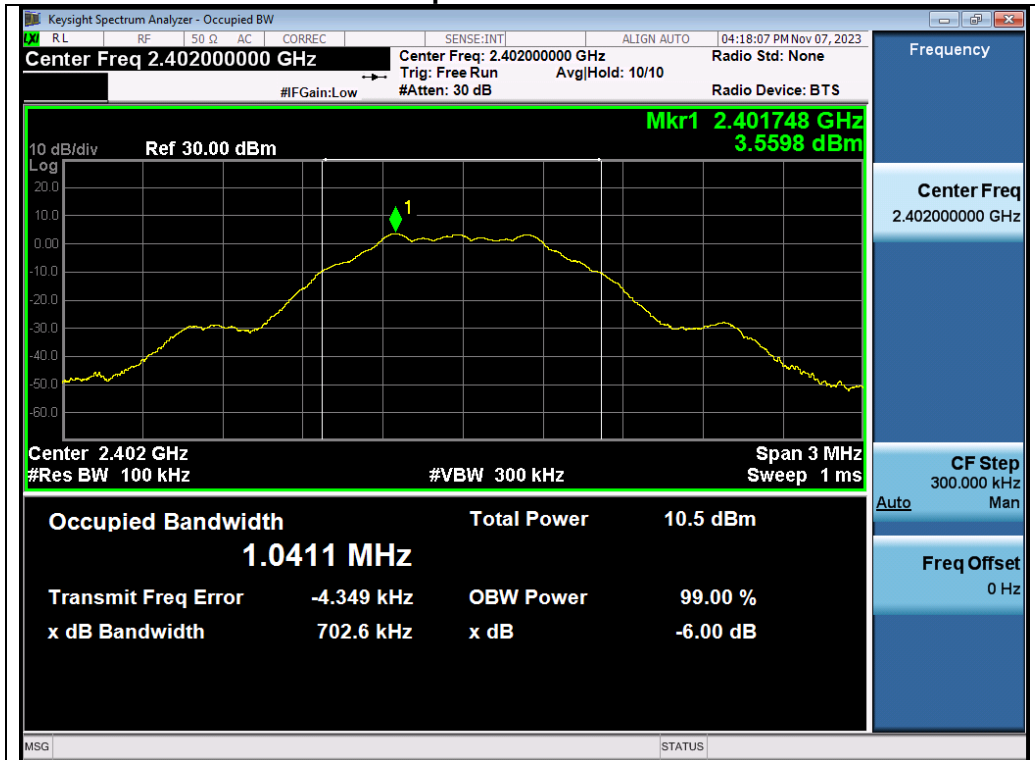 Keysight Spectrum Analyzer - Occupied BW
LXI RL RF 50 Ω AC CORREC SENSE:INT ALIGN AUTO 04:18:07 PM Nov 07, 2023
Center Freq 2.402000000 GHz
Center Freq: 2.402000000 GHz
Radio Std: None
Trig: Free Run Avg|Hold: 10/10
#IFGain:Low #Atten: 30 dB Radio Device: BTS
Frequency
Mkr1 2.401748 GHz
3.5598 dBm
10 dB/div Ref 30.00 dBm
Log
20.0
10.0
0.00
-10.0
-20.0
-30.0
-40.0
-50.0
-60.0
1
Center 2.402 GHz Span 3 MHz
#Res BW 100 kHz #VBW 300 kHz Sweep 1 ms
Center Freq
2.402000000 GHz
CF Step
300.000 kHz
Auto Man
Freq Offset
0 Hz
Occupied Bandwidth Total Power 10.5 dBm
1.0411 MHz
Transmit Freq Error -4.349 kHz OBW Power 99.00 %
x dB Bandwidth 702.6 kHz x dB -6.00 dB
MSG STATUS